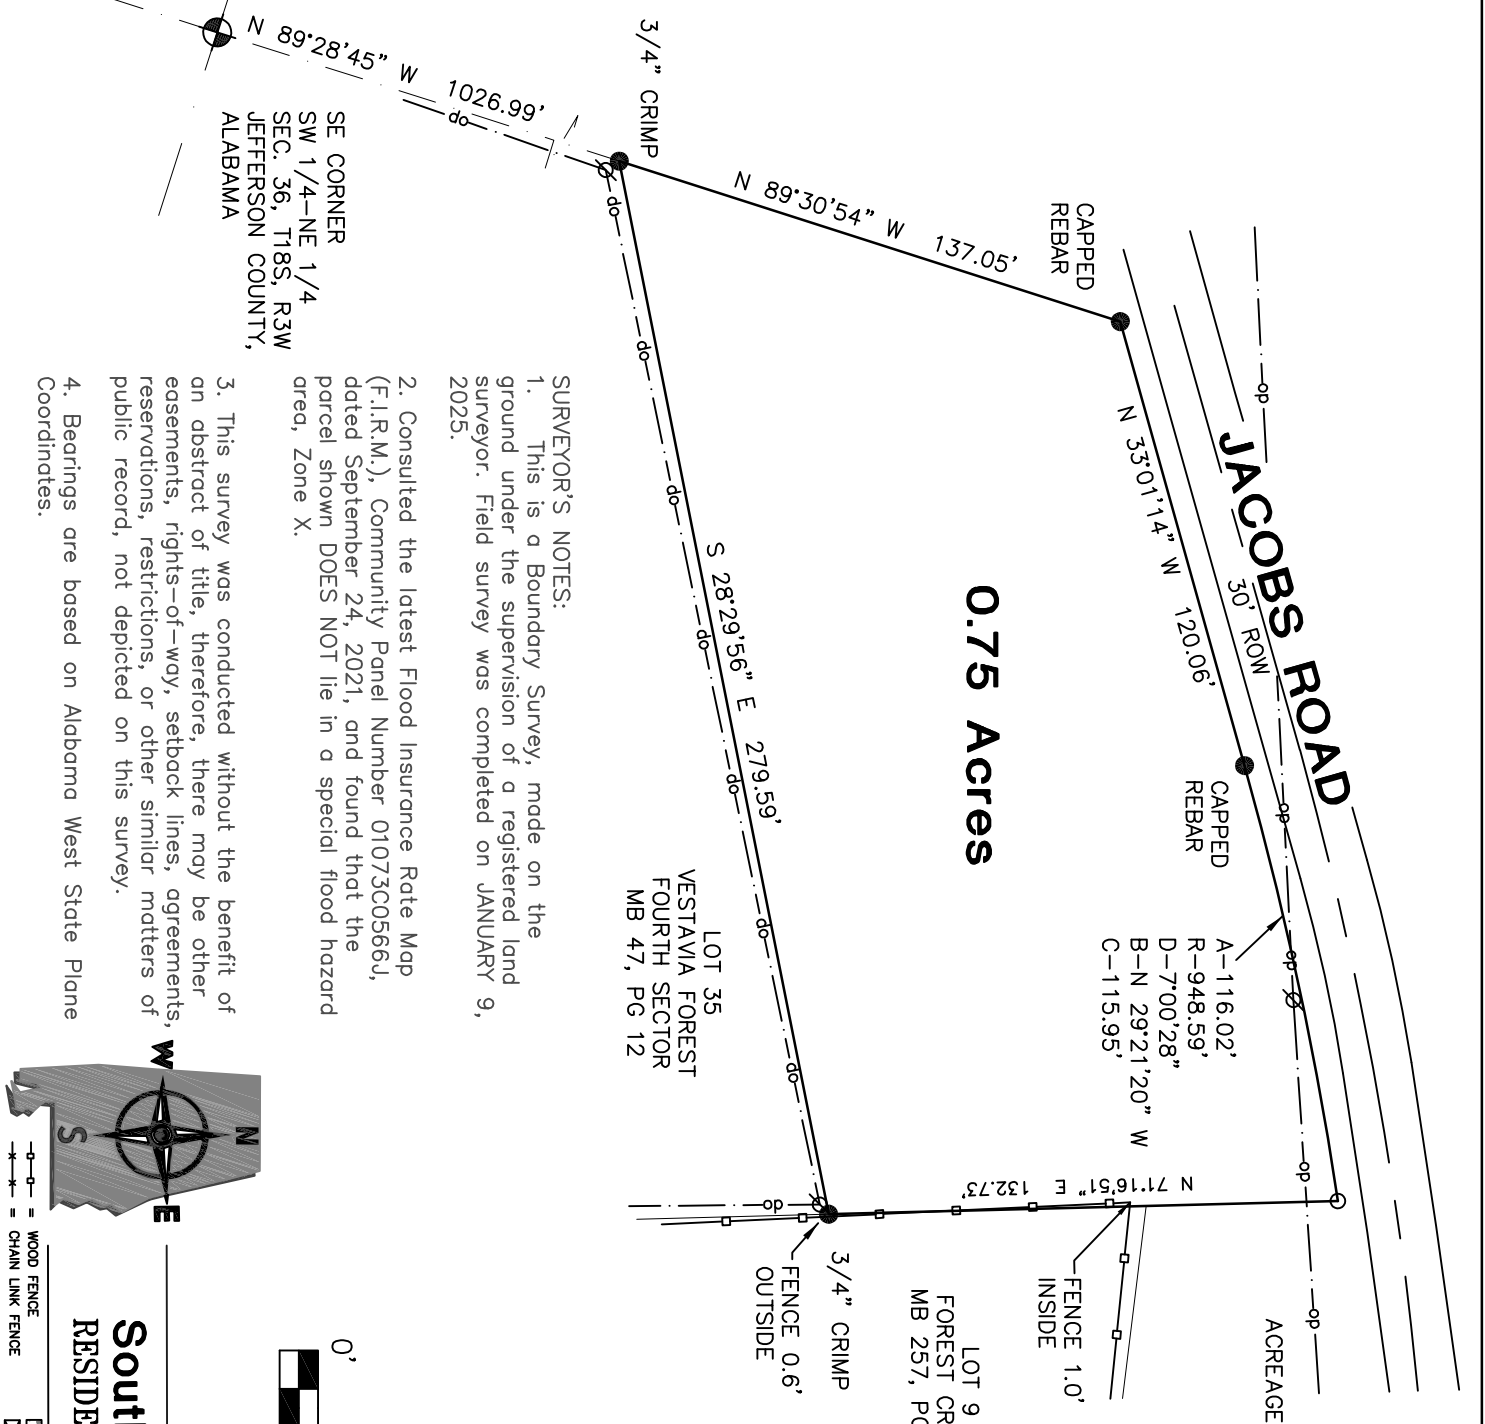 JACOBS ROAD
30' ROW
CAPPED
REBAR
N 33°01'14" W 120.06'
CAPPED
REBAR
A-116.02'
R-948.59'
D-7°00'28"
B-N 29°21'20" W
C-115.95'
ACREAGE
N 89°30'54" W 137.05'
3/4" CRIMP
0.75 Acres
N 71°16'51" E 132.73'
FENCE 1.0'
INSIDE
LOT 9
MB 257,
S 28°29'56" E 279.59'
3/4" CRIMP
FENCE 0.6'
OUTSIDE
LOT 35
VESTAVIA FOREST
FOURTH SECTOR
MB 47, PG 12
N 89°28'45" W 1026.99'
SE CORNER
SW 1/4-NE 1/4
SEC. 36, T18S, R3W
JEFFERSON COUNTY,
ALABAMA
SURVEYOR'S NOTES:
1. This is a Boundary Survey, made on the
ground under the supervision of a registered land
surveyor. Field survey was completed on JANUARY 9,
2025.
2. Consulted the latest Flood Insurance Rate Map
(F.I.R.M.), Community Panel Number 01073C0566J,
dated September 24, 2021, and found that the
parcel shown DOES NOT lie in a special flood hazard
area, Zone X.
3. This survey was conducted without the benefit of
an abstract of title, therefore, there may be other
easements, rights-of-way, setback lines, agreements,
reservations, restrictions, or other similar matters of
public record, not depicted on this survey.
4. Bearings are based on Alabama West State Plane
Coordinates.
N
W
E
S
0'
= WOOD FENCE
= CHAIN LINK FENCE